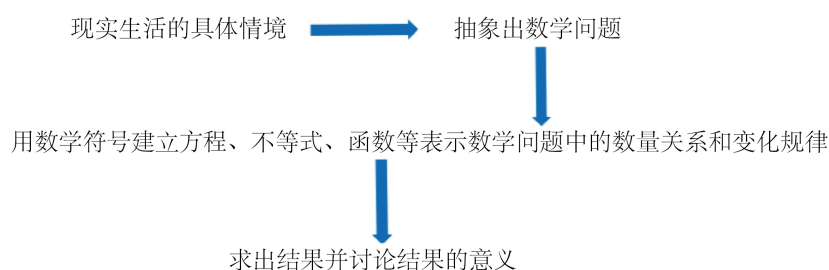 现实生活的具体情境
抽象出数学问题
用数学符号建立方程、不等式、函数等表示数学问题中的数量关系和变化规律
求出结果并讨论结果的意义